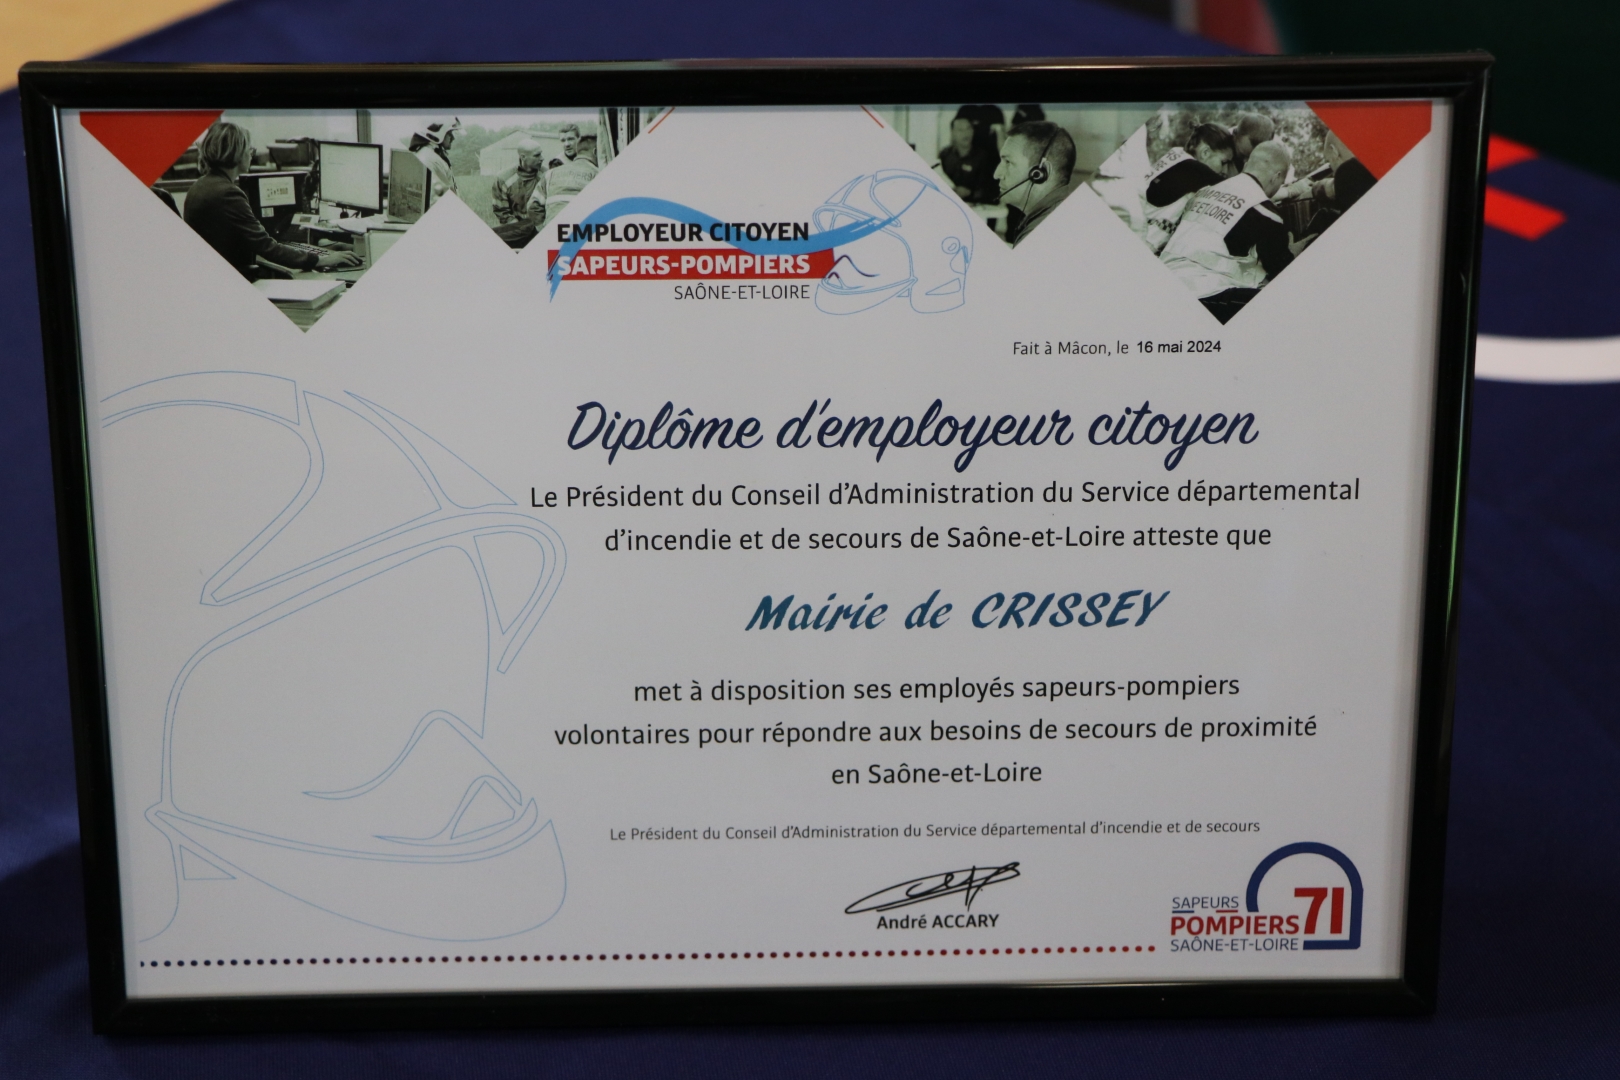 EMPLOYEUR CITOYEN
SAPEURS-POMPIERS
SAÔNE-ET-LOIRE
Fait à Mâcon, le 16 mai 2024
Diplôme d'employeur citoyen
Le Président du Conseil d'Administration du Service départemental
d'incendie et de secours de Saône-et-Loire atteste que
Mairie de CRISSEY
met à disposition ses employés sapeurs-pompiers
volontaires pour répondre aux besoins de secours de proximité
en Saône-et-Loire
Le Président du Conseil d'Administration du Service départemental d'incendie et de secours
André ACCARY
SAPEURS
POMPIERS 71
SAÔNE-ET-LOIRE